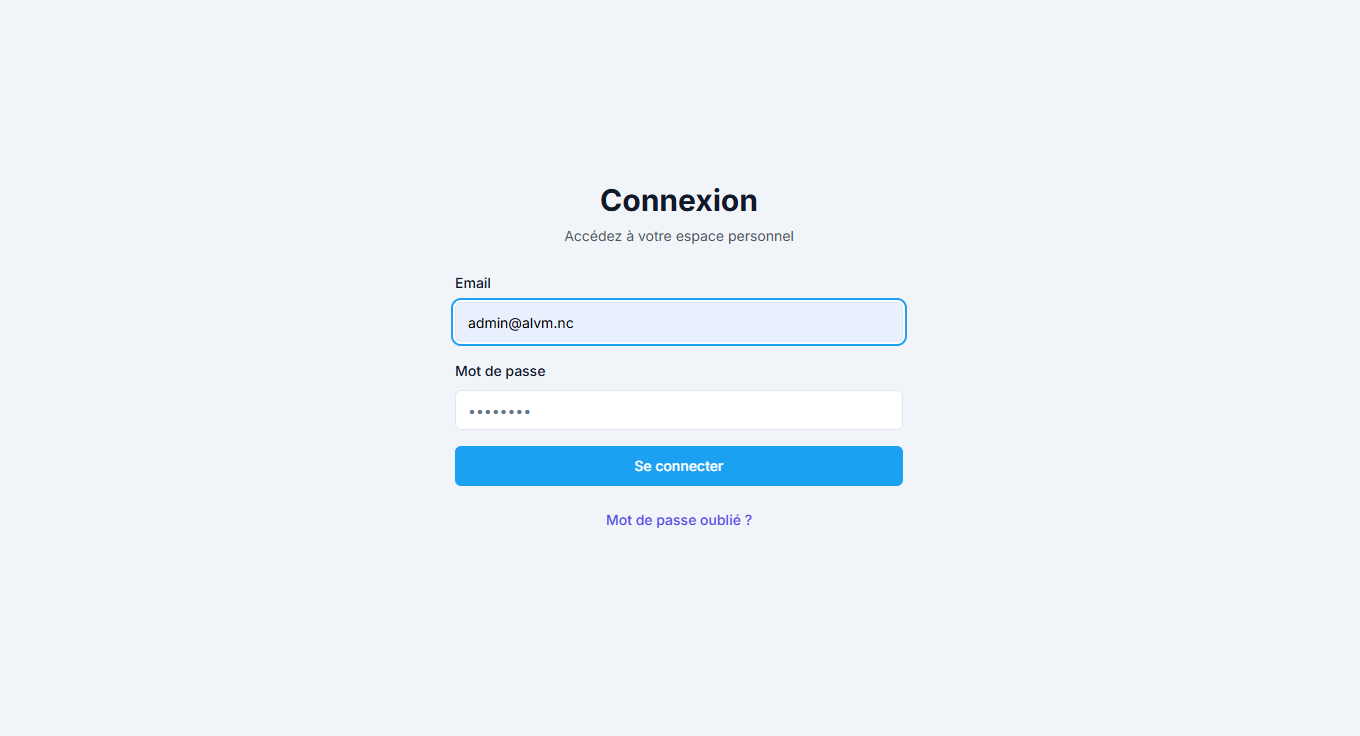 Connexion
Accédez à votre espace personnel
Email
admin@alvm.nc
Mot de passe
••••••••
Se connecter
Mot de passe oublié ?